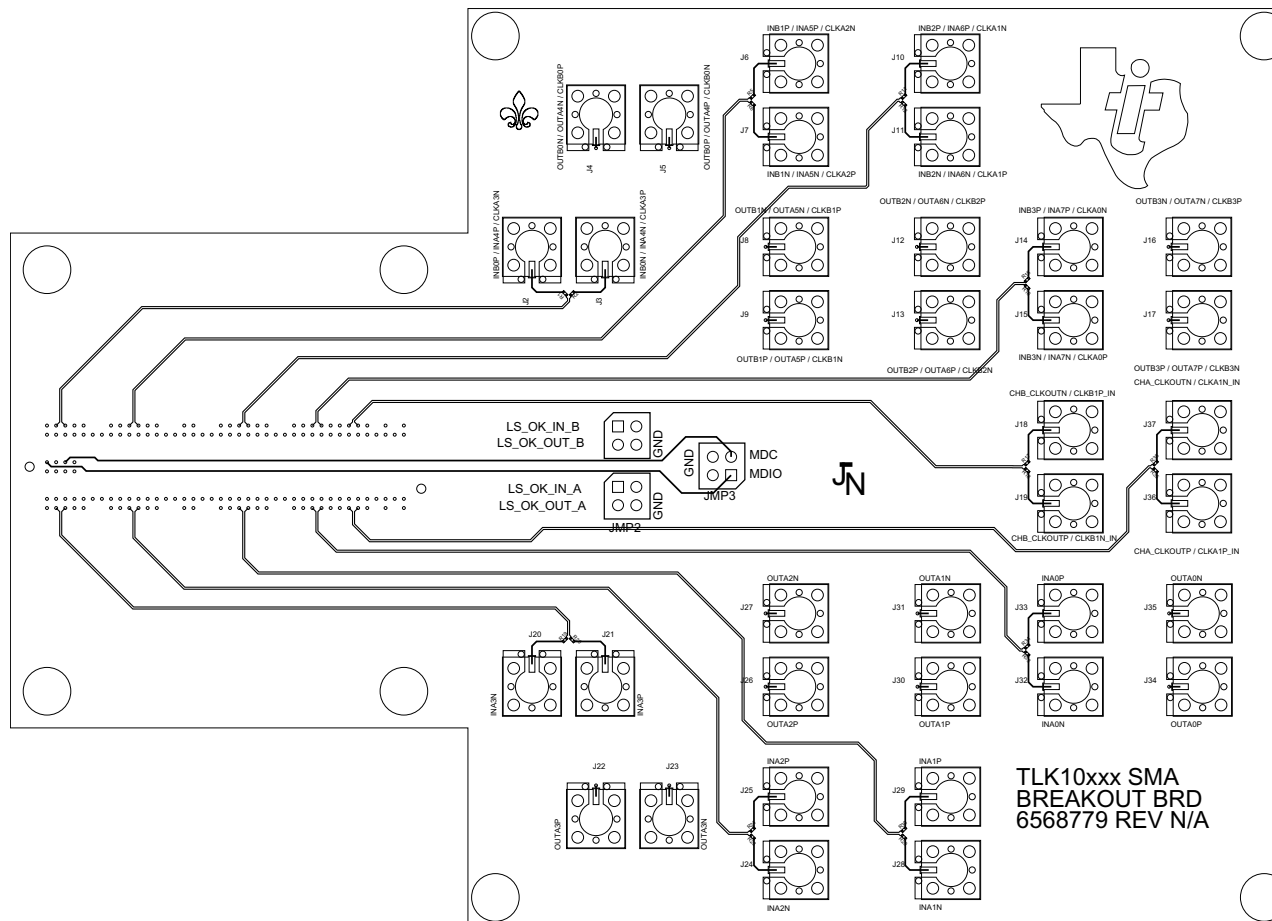 INB1P / INA5P / CLKA2N
INB2P / INA6P / CLKA1N
J6
J10
OUTB0N / OUTA4N / CLKB0P
OUTB0P / OUTA4P / CLKB0N
J4
J5
J7
J11
INB1N / INA5N / CLKA2P
INB2N / INA6N / CLKA1P
INB0P / INA4P / CLKA3N
INB0N / INA4N / CLKA3P
J2
J3
OUTB1N / OUTA5N / CLKB1P
OUTB2N / OUTA6N / CLKB2P
INB3P / INA7P / CLKA0N
OUTB3N / OUTA7N / CLKB3P
J8
J12
J14
J16
J9
J13
J15
J17
OUTB1P / OUTA5P / CLKB1N
OUTB2P / OUTA6P / CLKB2N
INB3N / INA7N / CLKA0P
OUTB3P / OUTA7P / CLKB3N
CHB_CLKOUTN / CLKB1P_IN
CHA_CLKOUTN / CLKA1N_IN
J18
J37
LS_OK_IN_B
LS_OK_OUT_B
GND
GND
MDC
MDIO
JMP3
JN
LS_OK_IN_A
LS_OK_OUT_A
GND
JMP2
J19
J36
CHB_CLKOUTP / CLKB1N_IN
CHA_CLKOUTP / CLKA1P_IN
OUTA2N
OUTA1N
INA0P
OUTA0N
J27
J31
J33
J35
J20
J21
INA3N
INA3P
J26
J30
J32
J34
OUTA2P
OUTA1P
INA0N
OUTA0P
INA2P
INA1P
J22
J23
OUTA3P
OUTA3N
J25
J29
TLK10xxx SMA
BREAKOUT BRD
6568779 REV N/A
J24
J28
INA2N
INA1N